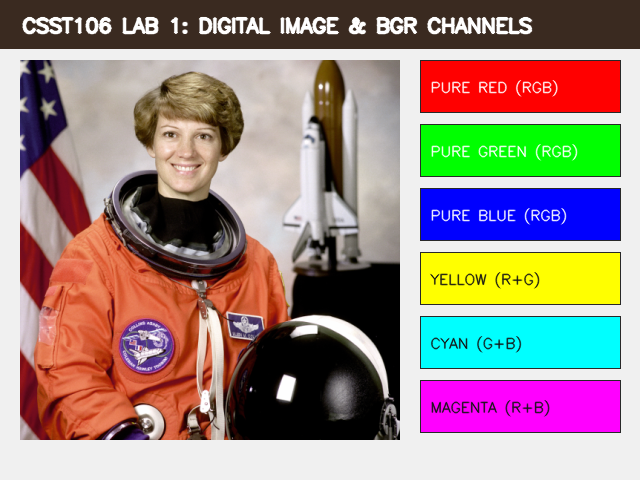 CSST106 LAB 1: DIGITAL IMAGE & BGR CHANNELS
PURE RED (RGB)
PURE GREEN (RGB)
PURE BLUE (RGB)
YELLOW (R+G)
CYAN (G+B)
MAGENTA (R+B)